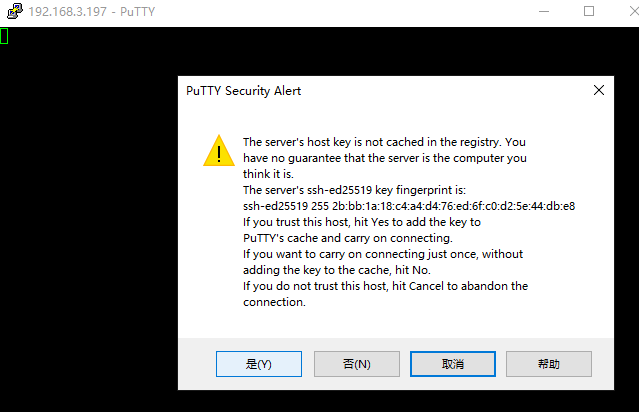 192.168.3.197 - PuTTY
PuTTY Security Alert
The server's host key is not cached in the registry. You
have no guarantee that the server is the computer you
think it is.
The server's ssh-ed25519 key fingerprint is:
ssh-ed25519 255 2b:bb:1a:18:c4:a4:d4:76:ed:6f:c0:d2:5e:44:db:e8
If you trust this host, hit Yes to add the key to
PuTTY's cache and carry on connecting.
If you want to carry on connecting just once, without
adding the key to the cache, hit No.
If you do not trust this host, hit Cancel to abandon the
connection.
是(Y) 否(N) 取消 帮助